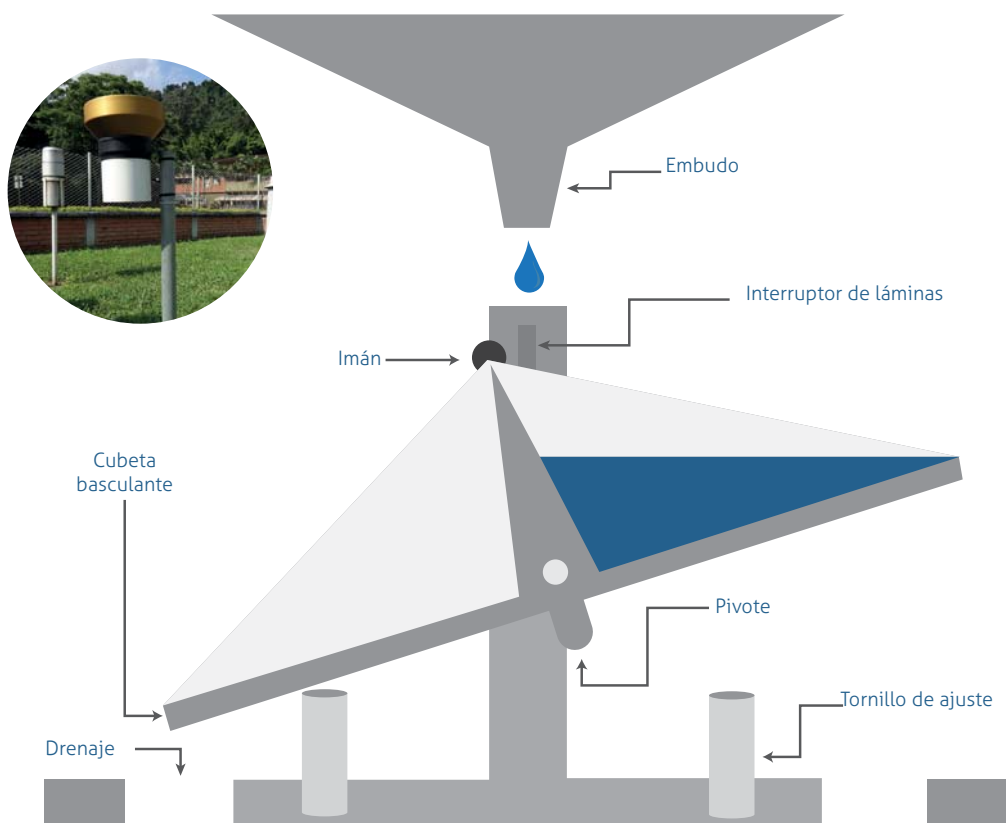 Embudo
Interruptor de láminas
Imán
Cubeta
basculante
Pivote
Tornillo de ajuste
Drenaje